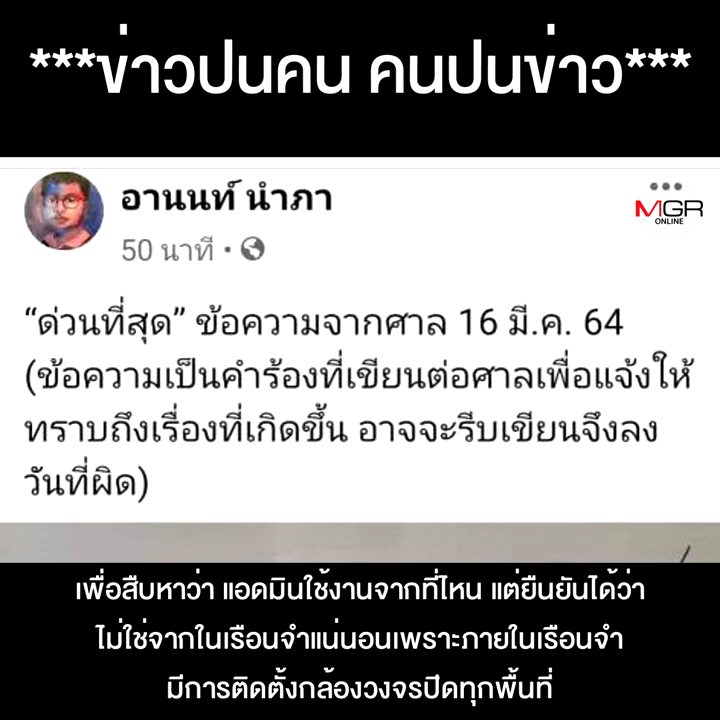 ***ข่าวปนคน คนปนข่าว***
อานนท์ นำภา
MGR
ONLINE
50 นาที •
“ด่วนที่สุด” ข้อความจากศาล 16 มี.ค. 64
(ข้อความเป็นคำร้องที่เขียนต่อศาลเพื่อแจ้งให้
ทราบถึงเรื่องที่เกิดขึ้น อาจจะรีบเขียนจึงลง
วันที่ผิด)
เพื่อสืบหาว่า แอดมินใช้งานจากที่ไหน แต่ยืนยันได้ว่า
ไม่ใช่จากในเรือนจำแน่นอนเพราะภายในเรือนจำ
มีการติดตั้งกล้องวงจรปิดทุกพื้นที่